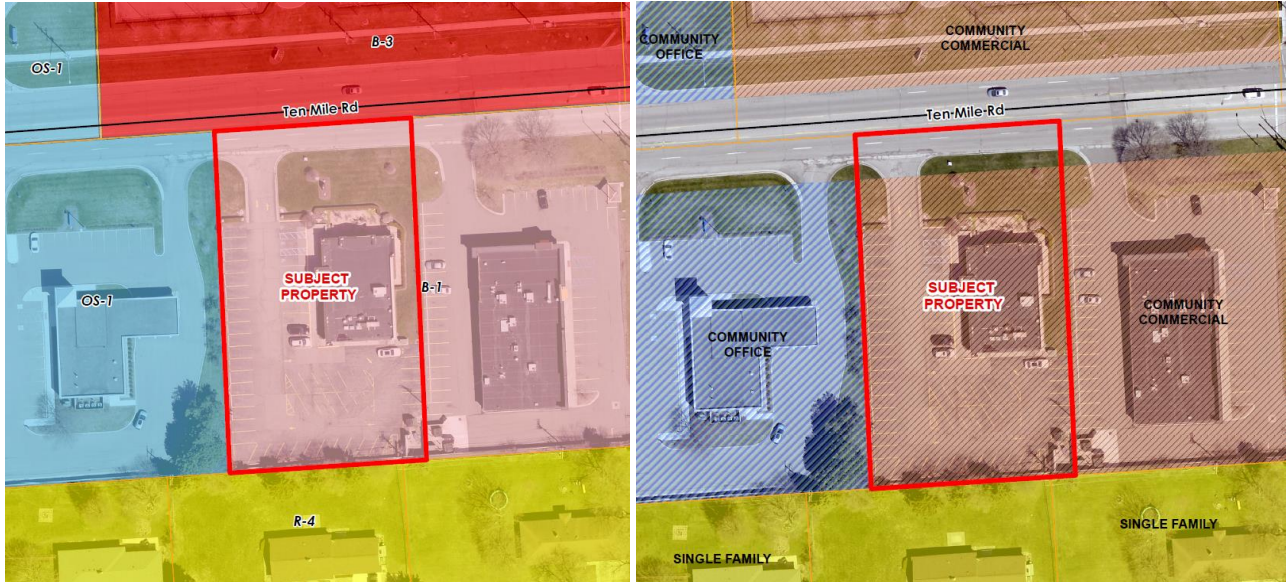 B-3
OS-1
Ten Mile Rd
SUBJECT
PROPERTY
B-1
OS-1
R-4
COMMUNITY
OFFICE
COMMUNITY
COMMERCIAL
Ten Mile Rd
SUBJECT
PROPERTY
COMMUNITY
COMMERCIAL
COMMUNITY
OFFICE
SINGLE FAMILY
SINGLE FAMILY